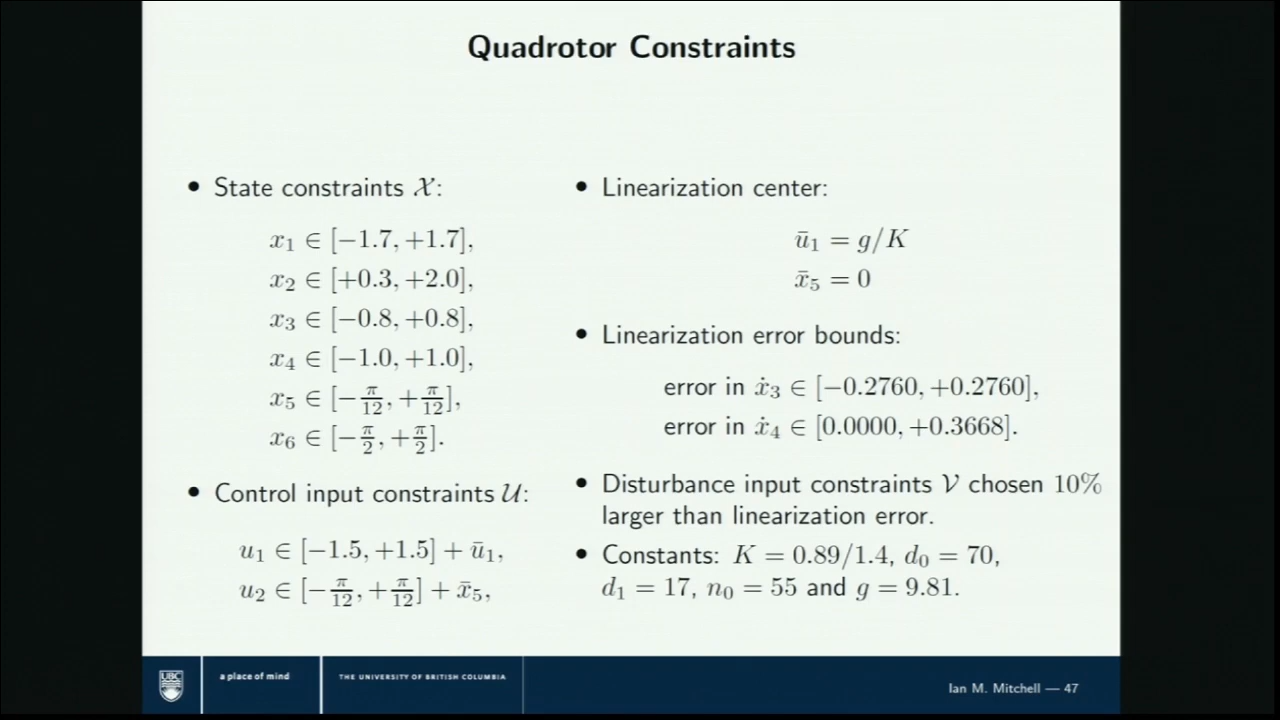 Quadrotor Constraints
• State constraints 𝒳:
x₁ ∈ [−1.7, +1.7],
x₂ ∈ [+0.3, +2.0],
x₃ ∈ [−0.8, +0.8],
x₄ ∈ [−1.0, +1.0],
x₅ ∈ [−π/12, +π/12],
x₆ ∈ [−π/2, +π/2].
• Control input constraints 𝒰:
u₁ ∈ [−1.5, +1.5] + ū₁,
u₂ ∈ [−π/12, +π/12] + x̄₅,
• Linearization center:
ū₁ = g/K
x̄₅ = 0
• Linearization error bounds:
error in ẋ₃ ∈ [−0.2760, +0.2760],
error in ẋ₄ ∈ [0.0000, +0.3668].
• Disturbance input constraints 𝒱 chosen 10%
larger than linearization error.
• Constants: K = 0.89/1.4, d₀ = 70,
d₁ = 17, n₀ = 55 and g = 9.81.
UBC
a place of mind
THE UNIVERSITY OF BRITISH COLUMBIA
Ian M. Mitchell — 47